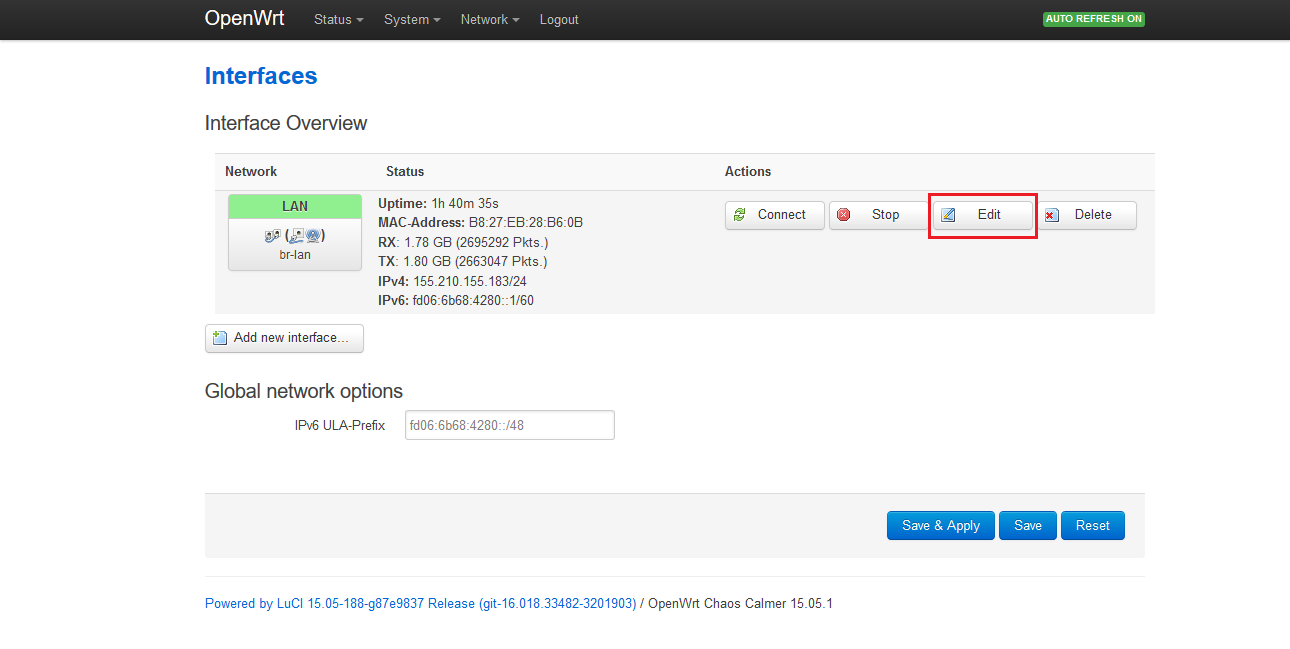 OpenWrt Status System Network Logout AUTO REFRESH ON
Interfaces
Interface Overview
Network Status Actions
LAN
br-lan
Uptime: 1h 40m 35s
MAC-Address: B8:27:EB:28:B6:0B
RX: 1.78 GB (2695292 Pkts.)
TX: 1.80 GB (2663047 Pkts.)
IPv4: 155.210.155.183/24
IPv6: fd06:6b68:4280::1/60
Connect Stop Edit Delete
Add new interface...
Global network options
IPv6 ULA-Prefix fd06:6b68:4280::/48
Save & Apply Save Reset
Powered by LuCI 15.05-188-g87e9837 Release (git-16.018.33482-3201903) / OpenWrt Chaos Calmer 15.05.1